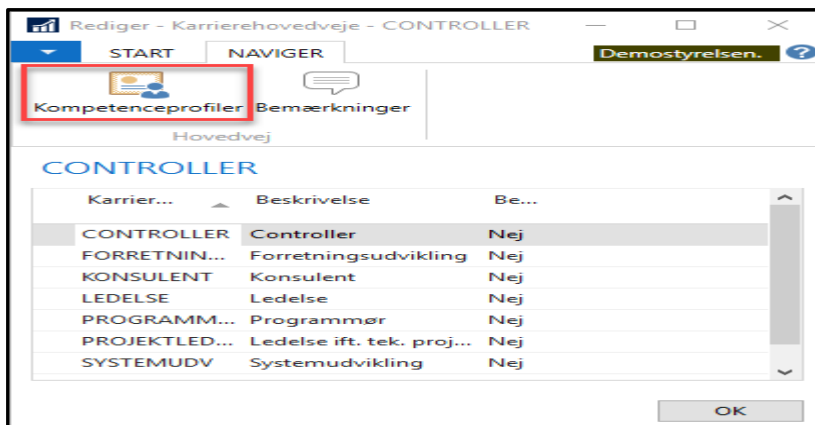 Rediger - Karrierehovedveje - CONTROLLER
START NAVIGER Demostyrelsen. ?
Kompetenceprofiler Bemærkninger
Hovedvej
CONTROLLER
Karrier... Beskrivelse Be...
CONTROLLER Controller Nej
FORRETNIN... Forretningsudvikling Nej
KONSULENT Konsulent Nej
LEDELSE Ledelse Nej
PROGRAMM... Programmør Nej
PROJEKTLED... Ledelse ift. tek. proj... Nej
SYSTEMUDV Systemudvikling Nej
OK